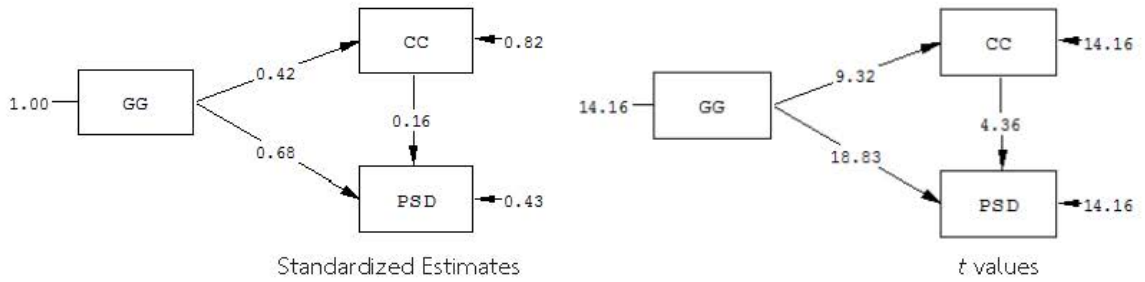 CC
0.82
0.42
1.00
GG
0.16
0.68
PSD
0.43
Standardized Estimates
CC
14.16
9.32
14.16
GG
4.36
18.83
PSD
14.16
t values